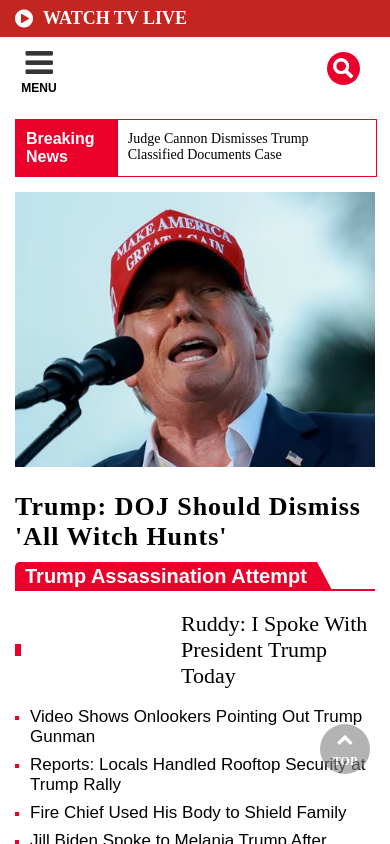 WATCH TV LIVE
MENU
Breaking
News
Judge Cannon Dismisses Trump
Classified Documents Case
MAKE AMERICA
GREAT AGAIN
Trump: DOJ Should Dismiss
'All Witch Hunts'
Trump Assassination Attempt
Ruddy: I Spoke With
President Trump
Today
Video Shows Onlookers Pointing Out Trump
Gunman
Reports: Locals Handled Rooftop Security at
Trump Rally
TOP
Fire Chief Used His Body to Shield Family
Jill Biden Spoke to Melania Trump After